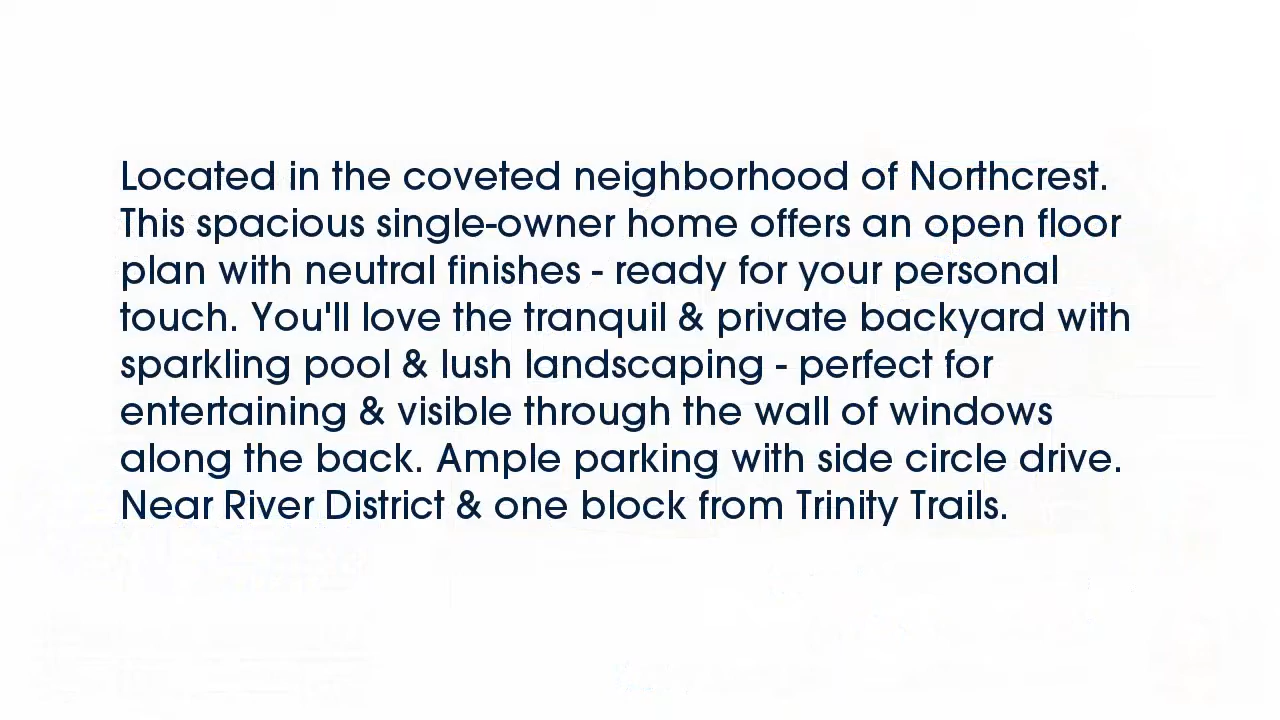 Located in the coveted neighborhood of Northcrest.
This spacious single-owner home offers an open floor
plan with neutral finishes - ready for your personal
touch. You'll love the tranquil & private backyard with
sparkling pool & lush landscaping - perfect for
entertaining & visible through the wall of windows
along the back. Ample parking with side circle drive.
Near River District & one block from Trinity Trails.